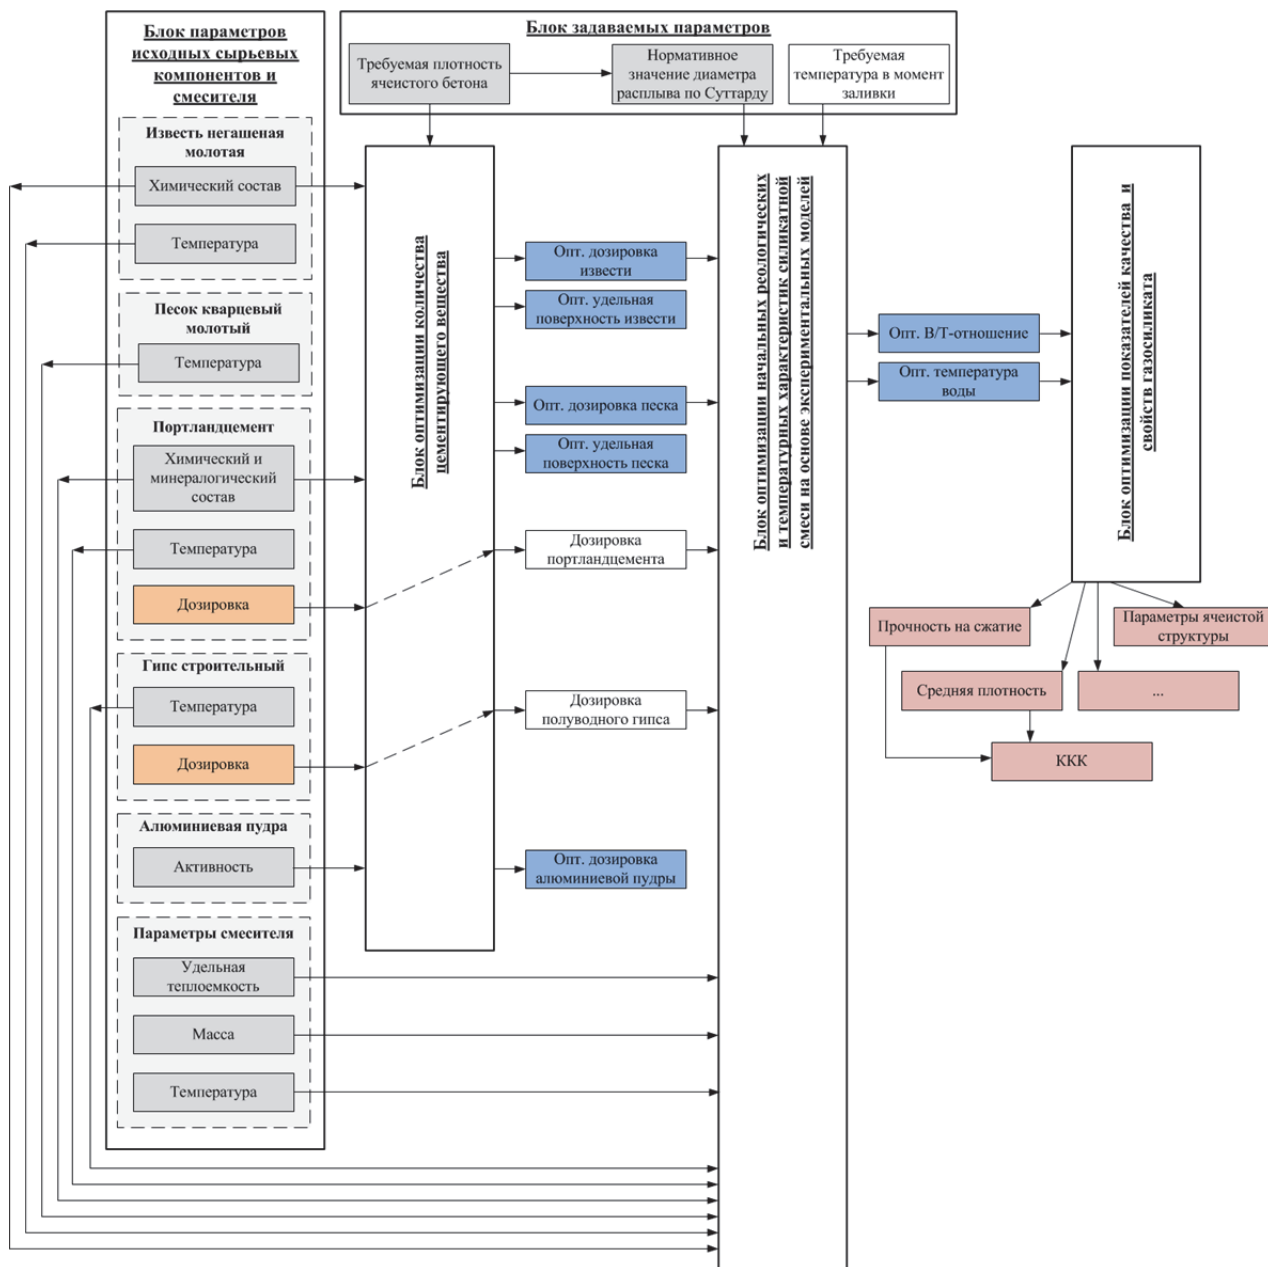 Блок параметров
исходных сырьевых
компонентов и
смесителя
Известь негашеная
молотая
Химический состав
Температура
Песок кварцевый
молотый
Температура
Портландцемент
Химический и
минералогический
состав
Температура
Дозировка
Гипс строительный
Температура
Дозировка
Алюминиевая пудра
Активность
Параметры смесителя
Удельная
теплоемкость
Масса
Температура
Блок задаваемых параметров
Требуемая плотность
ячеистого бетона
Нормативное
значение диаметра
расплыва по Суттарду
Требуемая
температура в момент
заливки
Блок оптимизации количества
цементирующего вещества
Опт. дозировка
извести
Опт. удельная
поверхность извести
Опт. дозировка песка
Опт. удельная
поверхность песка
Дозировка
портландцемента
Дозировка
полуводного гипса
Опт. дозировка
алюминиевой пудры
Блок оптимизации начальных реологических
и температурных характеристик силикатной
смеси на основе экспериментальных моделей
Опт. В/Т-отношение
Опт. температура
воды
Блок оптимизации показателей качества и
свойств газосиликата
Прочность на сжатие
Параметры ячеистой
структуры
Средняя плотность
...
ККК